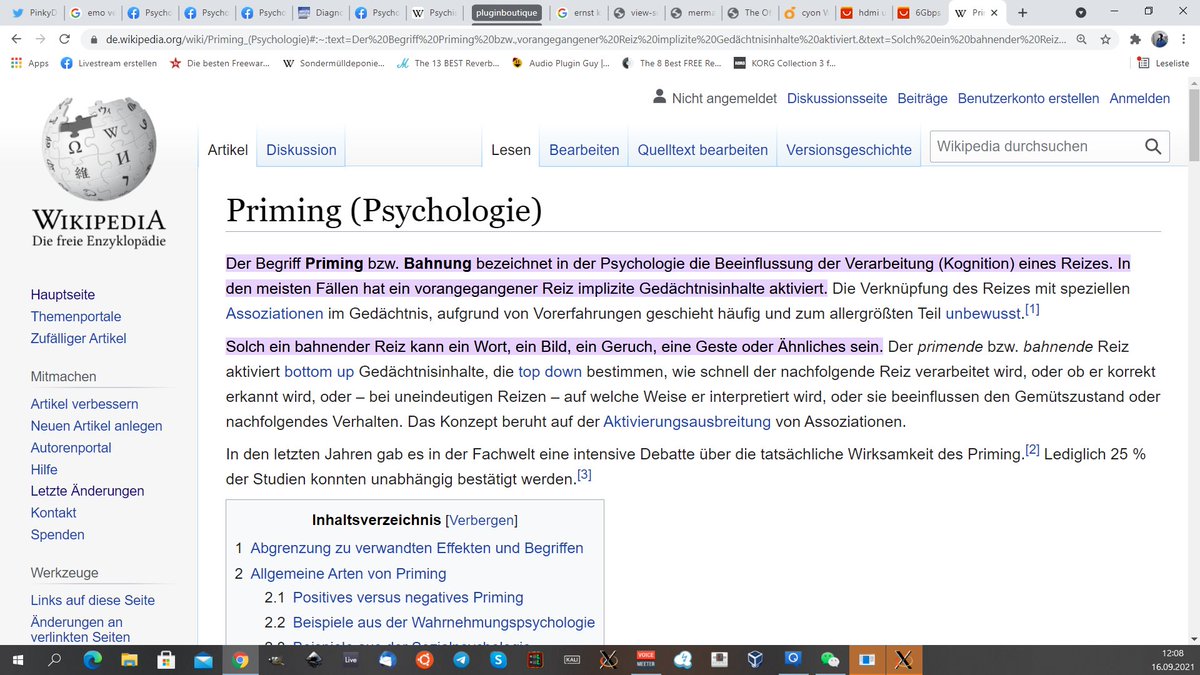 PinkyD
emo ve
Psycho
Psycho
Psycho
Diagno
Psycho
Psychi
pluginboutique
ernst k
view-s
merma
The Of
cyon W
hdmi u
6Gbps
Pri
de.wikipedia.org/wiki/Priming_(Psychologie)#:~:text=Der%20Begriff%20Priming%20bzw.,vorangegangener%20Reiz%20implizite%20Gedächtnisinhalte%20aktiviert.&text=Solch%20ein%20bahnender%20Reiz...
Apps
Livestream erstellen
Die besten Freewar...
Sondermülldeponie...
The 13 BEST Reverb...
Audio Plugin Guy |...
The 8 Best FREE Re...
KORG Collection 3 f...
Leseliste
Nicht angemeldet Diskussionsseite Beiträge Benutzerkonto erstellen Anmelden
Artikel Diskussion Lesen Bearbeiten Quelltext bearbeiten Versionsgeschichte
Wikipedia durchsuchen
WIKIPEDIA
Die freie Enzyklopädie
Hauptseite
Themenportale
Zufälliger Artikel
Mitmachen
Artikel verbessern
Neuen Artikel anlegen
Autorenportal
Hilfe
Letzte Änderungen
Kontakt
Spenden
Werkzeuge
Links auf diese Seite
Änderungen an
verlinkten Seiten
Priming (Psychologie)
Der Begriff Priming bzw. Bahnung bezeichnet in der Psychologie die Beeinflussung der Verarbeitung (Kognition) eines Reizes. In
den meisten Fällen hat ein vorangegangener Reiz implizite Gedächtnisinhalte aktiviert. Die Verknüpfung des Reizes mit speziellen
Assoziationen im Gedächtnis, aufgrund von Vorerfahrungen geschieht häufig und zum allergrößten Teil unbewusst.[1]
Solch ein bahnender Reiz kann ein Wort, ein Bild, ein Geruch, eine Geste oder Ähnliches sein. Der primende bzw. bahnende Reiz
aktiviert bottom up Gedächtnisinhalte, die top down bestimmen, wie schnell der nachfolgende Reiz verarbeitet wird, oder ob er korrekt
erkannt wird, oder – bei uneindeutigen Reizen – auf welche Weise er interpretiert wird, oder sie beeinflussen den Gemütszustand oder
nachfolgendes Verhalten. Das Konzept beruht auf der Aktivierungsausbreitung von Assoziationen.
In den letzten Jahren gab es in der Fachwelt eine intensive Debatte über die tatsächliche Wirksamkeit des Priming.[2] Lediglich 25 %
der Studien konnten unabhängig bestätigt werden.[3]
Inhaltsverzeichnis [Verbergen]
1 Abgrenzung zu verwandten Effekten und Begriffen
2 Allgemeine Arten von Priming
2.1 Positives versus negatives Priming
2.2 Beispiele aus der Wahrnehmungspsychologie
Live
KALI
VOICE
MEETER
12:08
16.09.2021